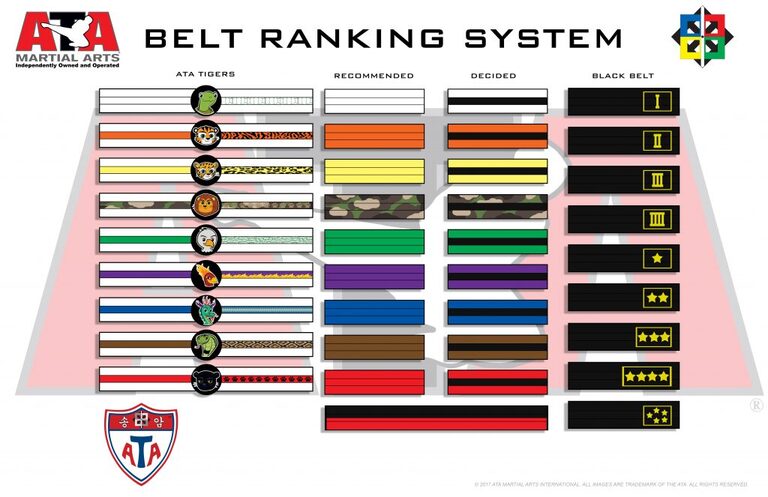 ATA
MARTIAL ARTS
Independently Owned and Operated
BELT RANKING SYSTEM
ATA TIGERS
RECOMMENDED
DECIDED
BLACK BELT
I
II
III
IIII
송 암
ATA
®
© 2017 ATA MARTIAL ARTS INTERNATIONAL. ALL IMAGES ARE TRADEMARK OF THE ATA. ALL RIGHTS RESERVED.